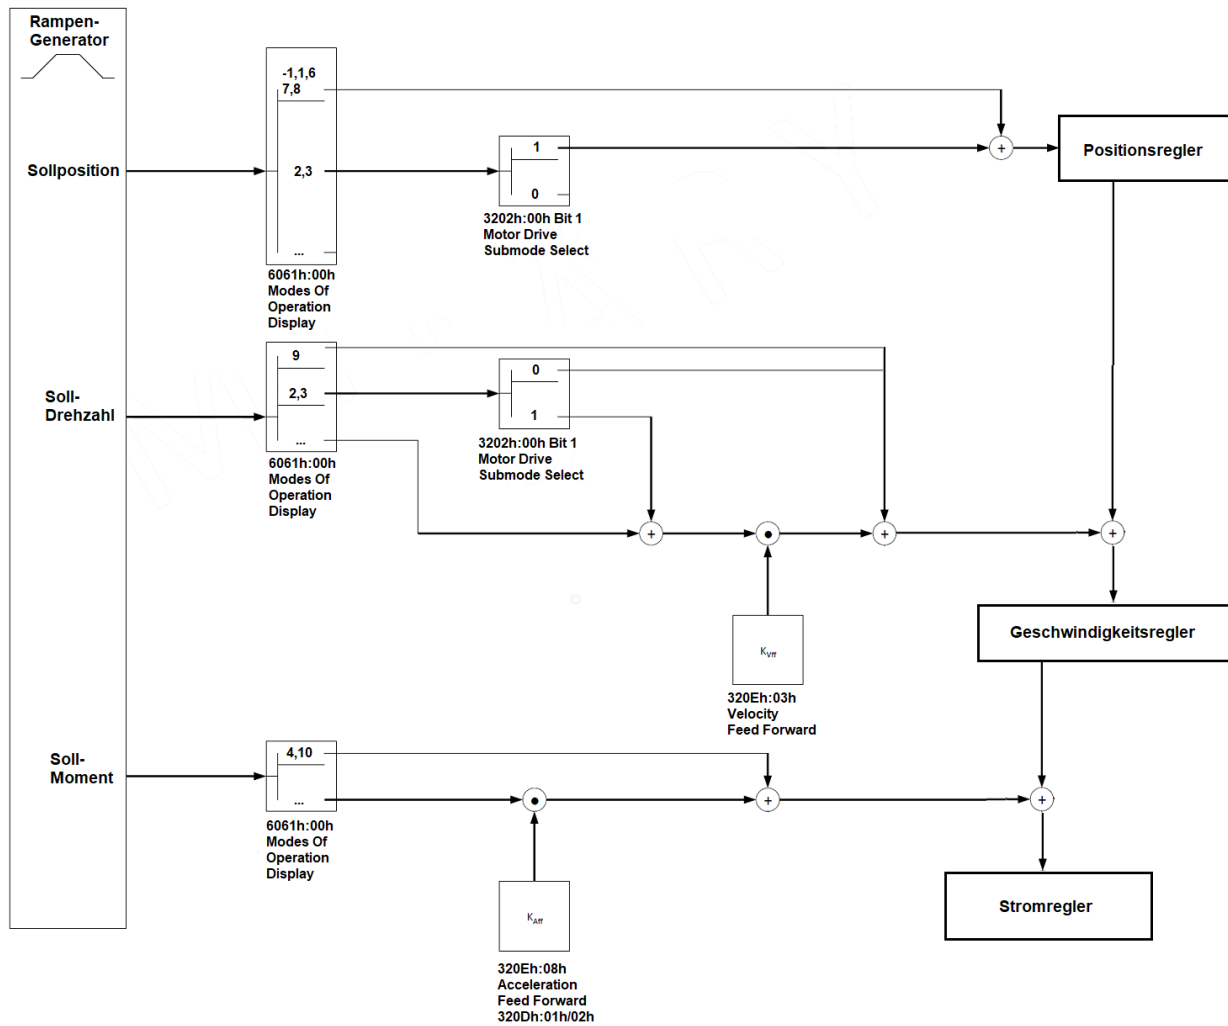 Rampen-
Generator
-1,1,6
7,8
1
+
Positionsregler
Sollposition
2,3
0
3202h:00h Bit 1
Motor Drive
Submode Select
...
6061h:00h
Modes Of
Operation
Display
9
0
Soll-
Drehzahl
2,3
1
...
3202h:00h Bit 1
Motor Drive
Submode Select
6061h:00h
Modes Of
Operation
Display
+
+
+
Geschwindigkeitsregler
KVff
320Eh:03h
Velocity
Feed Forward
Soll-
Moment
4,10
...
+
+
6061h:00h
Modes Of
Operation
Display
KAff
Stromregler
320Eh:08h
Acceleration
Feed Forward
320Dh:01h/02h